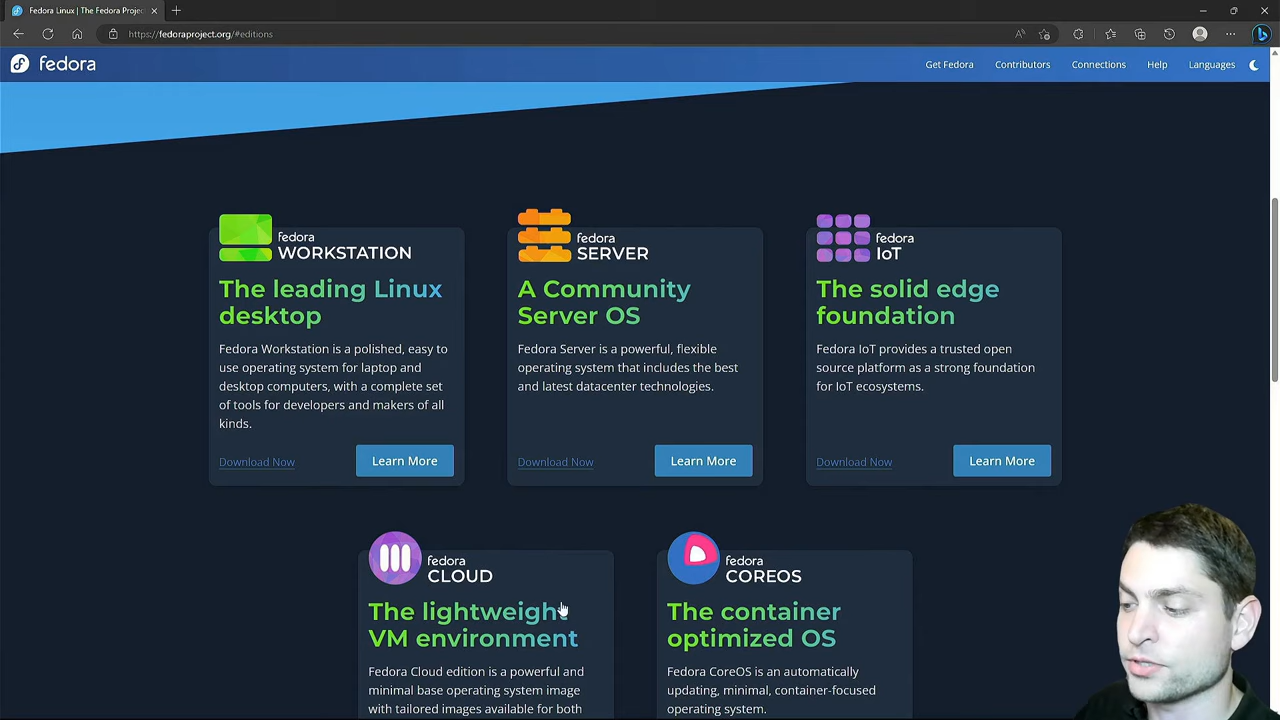 Fedora Linux | The Fedora Projec
https://fedoraproject.org/#editions
fedora
Get Fedora
Contributors
Connections
Help
Languages
fedora
WORKSTATION
The leading Linux
desktop
Fedora Workstation is a polished, easy to
use operating system for laptop and
desktop computers, with a complete set
of tools for developers and makers of all
kinds.
Download Now
Learn More
fedora
SERVER
A Community
Server OS
Fedora Server is a powerful, flexible
operating system that includes the best
and latest datacenter technologies.
Download Now
Learn More
fedora
IoT
The solid edge
foundation
Fedora IoT provides a trusted open
source platform as a strong foundation
for IoT ecosystems.
Download Now
Learn More
fedora
CLOUD
The lightweight
VM environment
Fedora Cloud edition is a powerful and
minimal base operating system image
with tailored images available for both
fedora
COREOS
The container
optimized OS
Fedora CoreOS is an automatically
updating, minimal, container-focused
operating system.